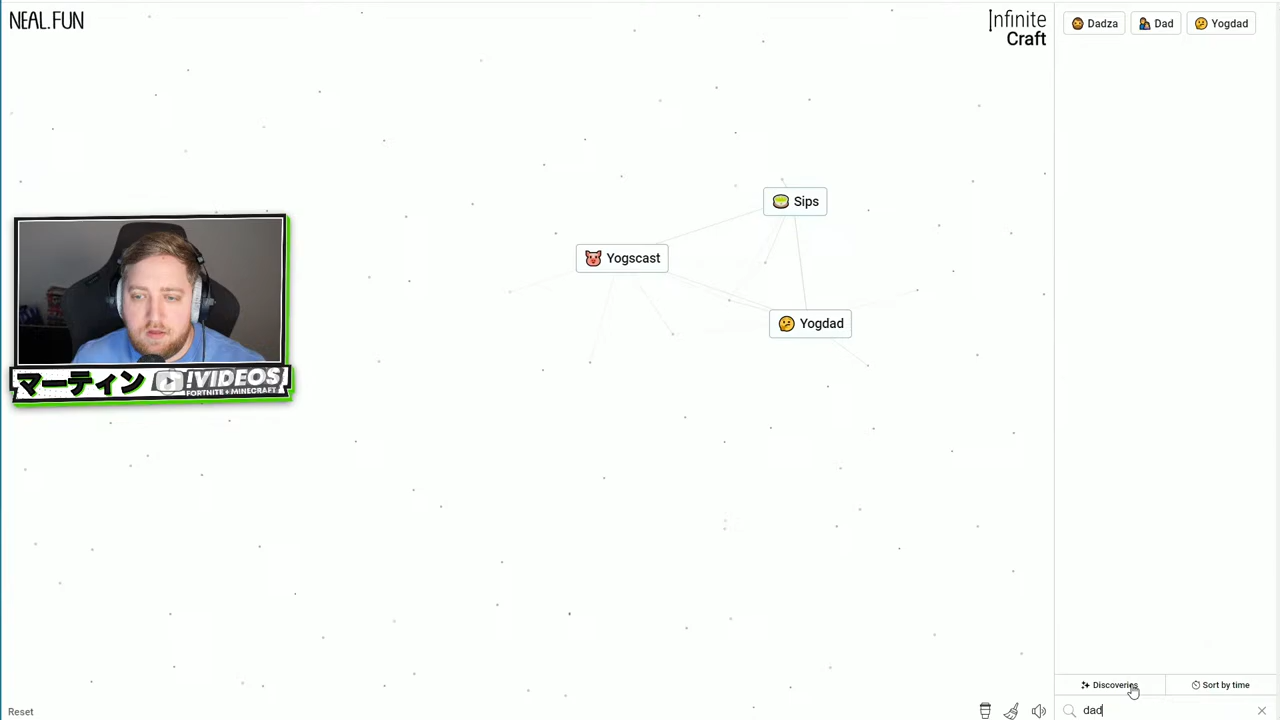 NEAL.FUN
Infinite
Craft
Dadza
Dad
Yogdad
Sips
Yogscast
Yogdad
マーティン
!VIDEOS
FORTNITE + MINECRAFT
Discoveries
Sort by time
Reset
dad